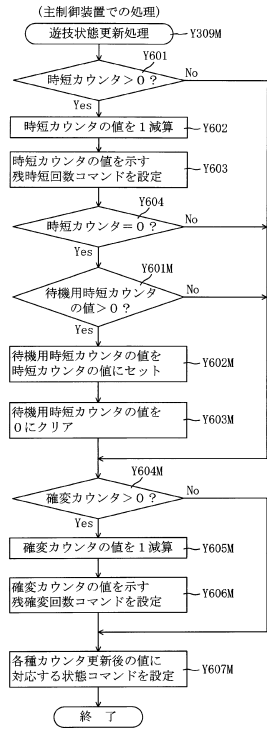 (主制御装置での処理)
遊技状態更新処理
Y309M
Y601
時短カウンタ>0?
No
Yes
時短カウンタの値を1減算
Y602
時短カウンタの値を示す
残時短回数コマンドを設定
Y603
Y604
時短カウンタ=0?
No
Yes
Y601M
待機用時短カウンタ
の値>0?
No
Yes
待機用時短カウンタの値を
時短カウンタの値にセット
Y602M
待機用時短カウンタの値を
0にクリア
Y603M
Y604M
確変カウンタ>0?
No
Yes
確変カウンタの値を1減算
Y605M
確変カウンタの値を示す
残確変回数コマンドを設定
Y606M
各種カウンタ更新後の値に
対応する状態コマンドを設定
Y607M
終 了